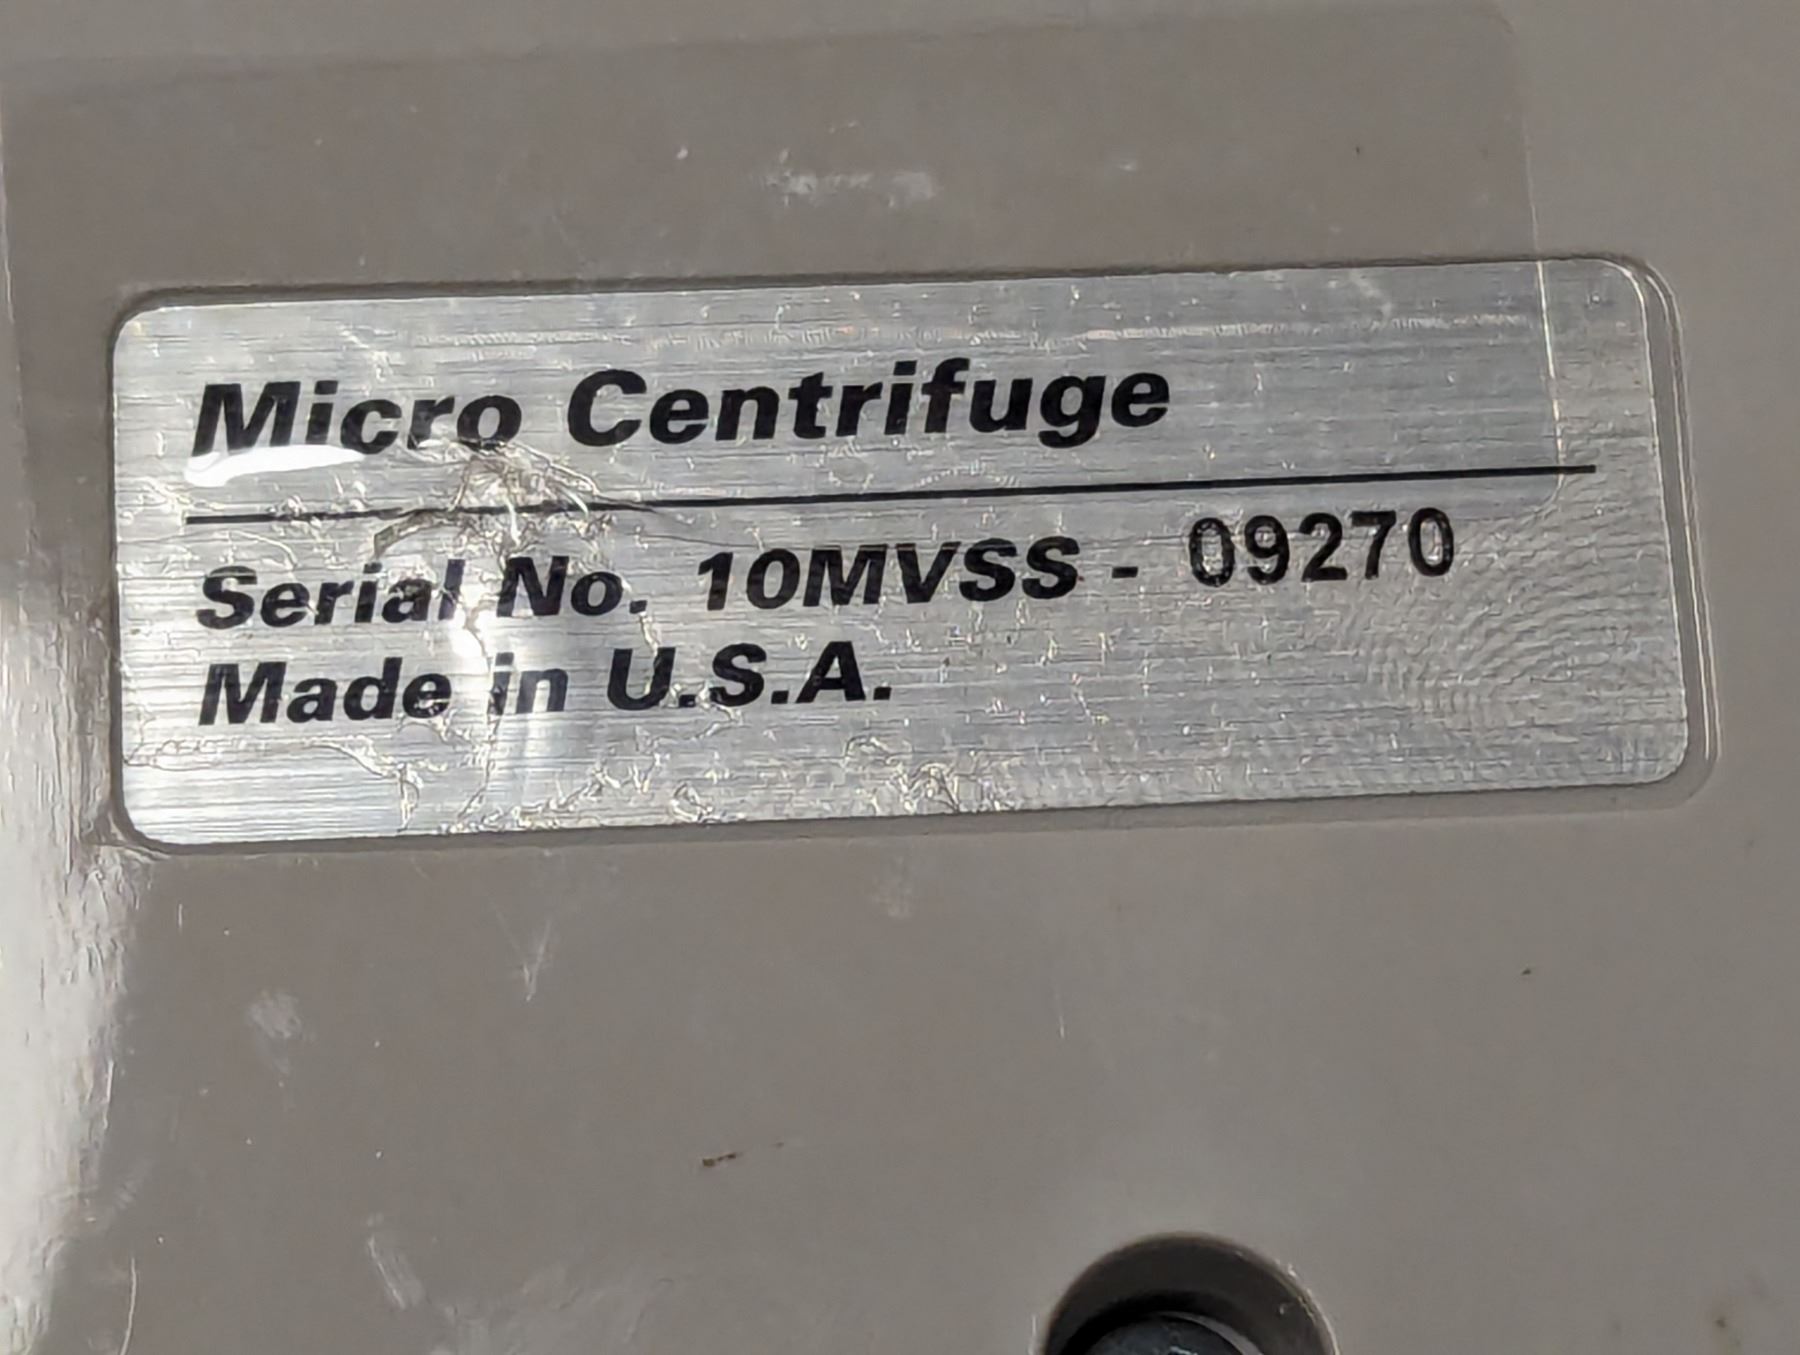 Micro Centrifuge
Serial No. 10MVSS - 09270
Made in U.S.A.